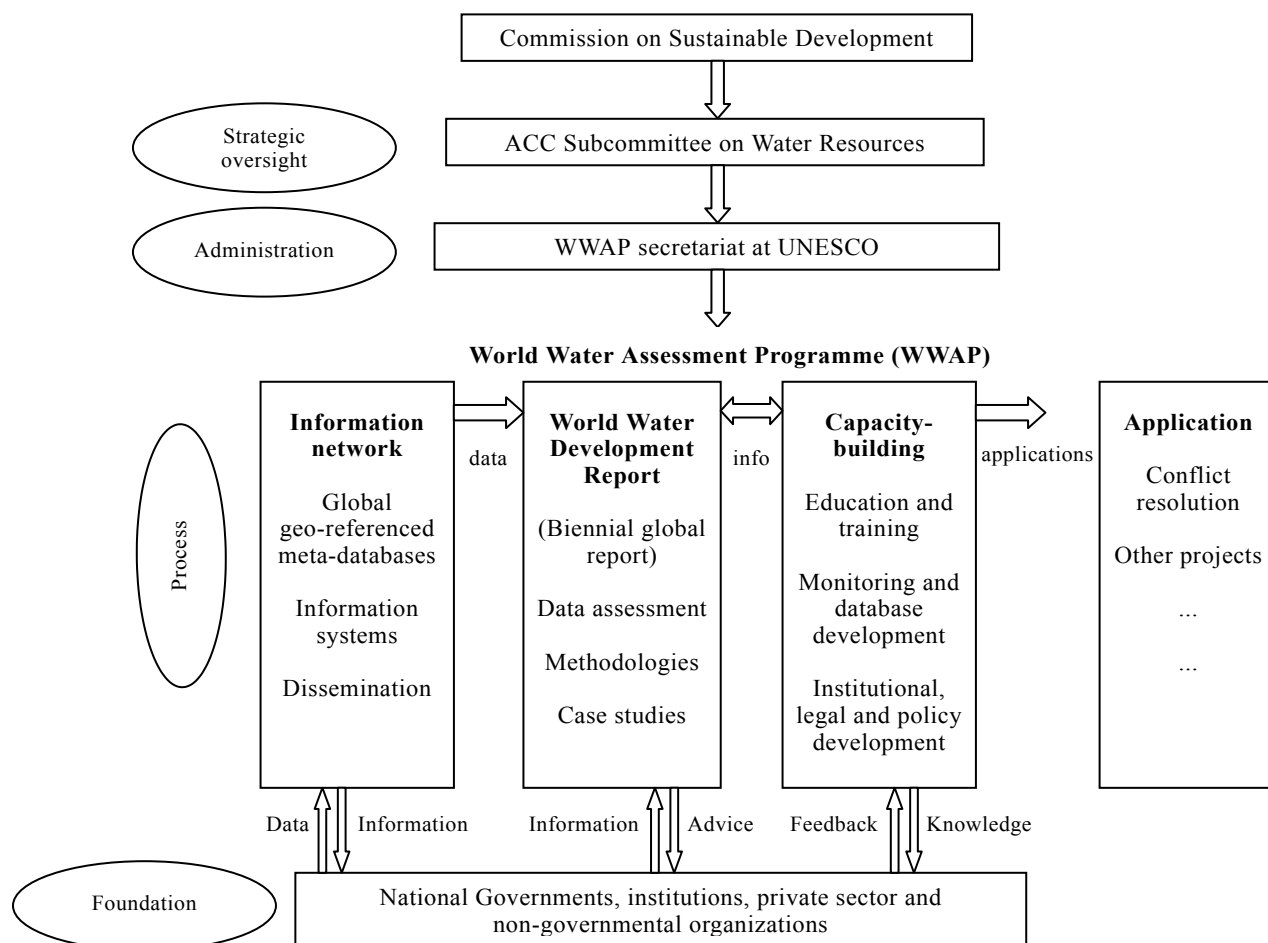 Commission on Sustainable Development
Strategic
oversight
ACC Subcommittee on Water Resources
Administration
WWAP secretariat at UNESCO
World Water Assessment Programme (WWAP)
Process
Information
network
Global
geo-referenced
meta-databases
Information
systems
Dissemination
data
World Water
Development
Report
(Biennial global
report)
Data assessment
Methodologies
Case studies
info
Capacity-
building
Education and
training
Monitoring and
database
development
Institutional,
legal and policy
development
applications
Application
Conflict
resolution
Other projects
...
...
Data
Information
Information
Advice
Feedback
Knowledge
Foundation
National Governments, institutions, private sector and
non-governmental organizations